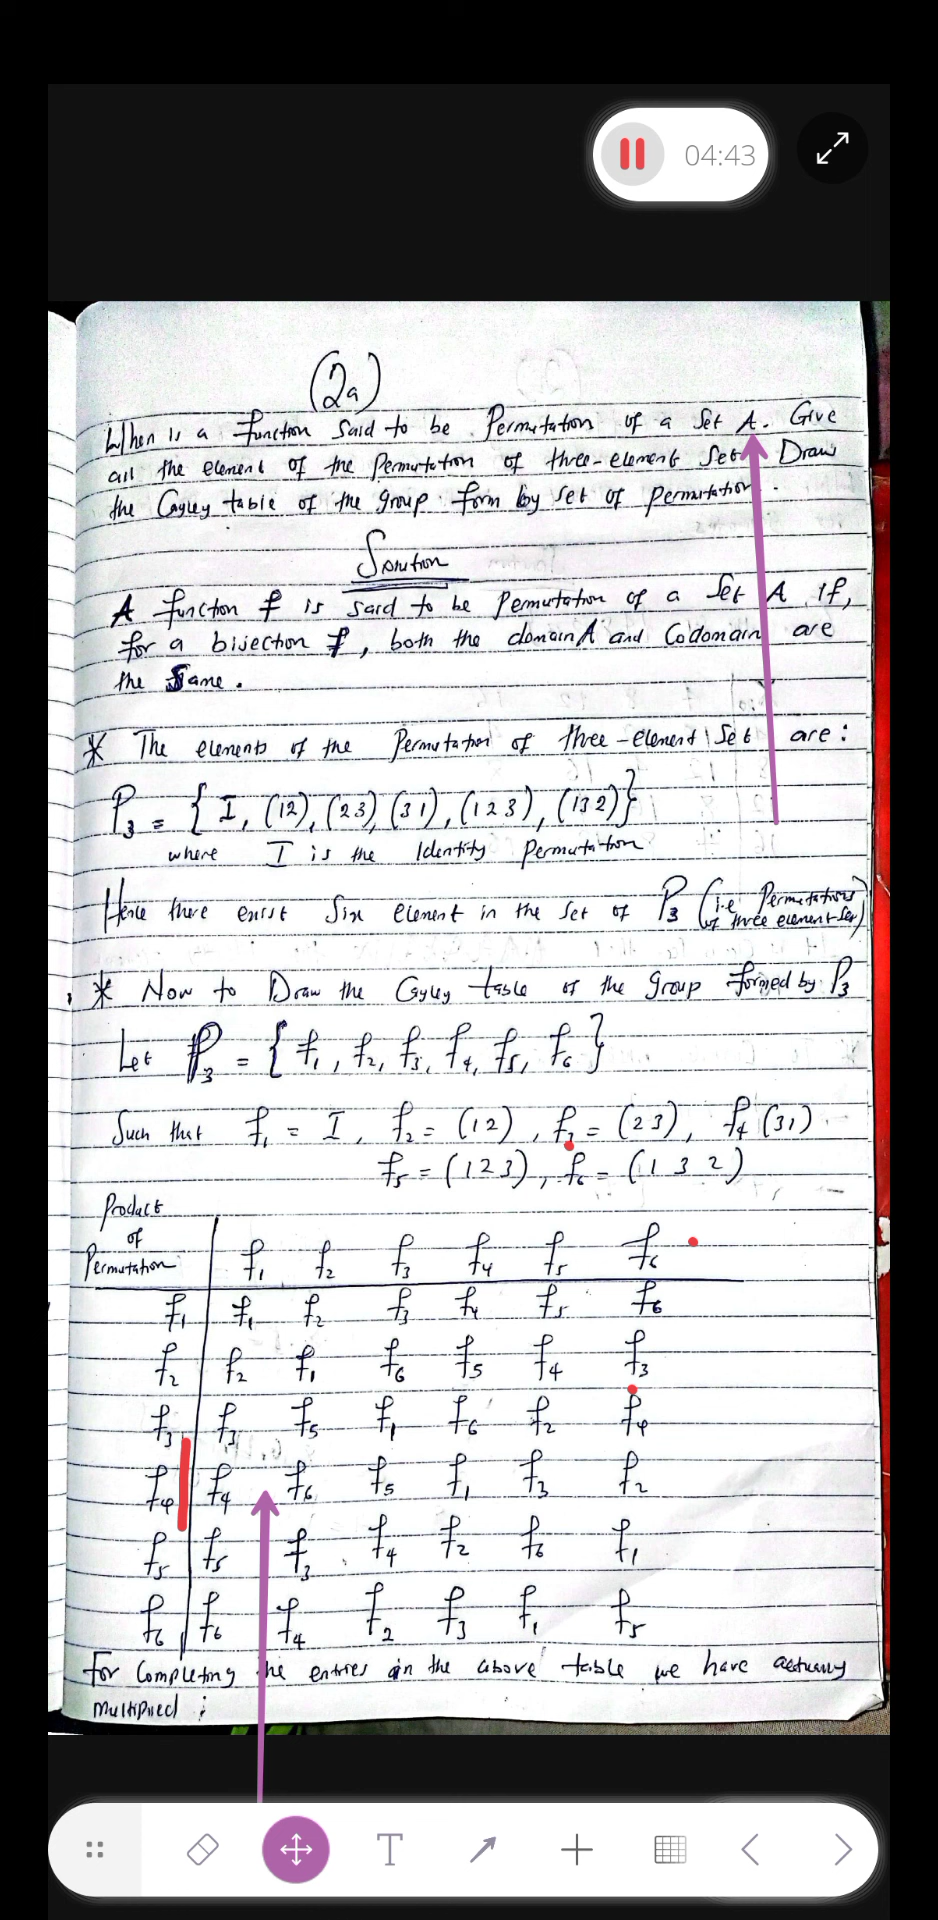 04:43
(2a)
When is a function Said to be Permutation of a Set A. Give
all the element of the Permutation of three-element Set Draw
the Cayley table of the group form by set of permutation.
Solution
A function f is said to be permutation of a Set A if,
for a bijection f, both the domain A and Codomain are
the Same.
* The elements of the Permutation of three-element Set are:
P₃ = { I, (12), (23), (31), (123), (132)}
where I is the Identity Permutation
Hence there exist Six element in the set of P₃ (i.e Permutations of three element set)
* Now to Draw the Cayley table of the group formed by P₃
Let P₃ = { f₁, f₂, f₃, f₄, f₅, f₆ }
Such that f₁ = I, f₂ = (12), f₃ = (23), f₄ (31)
f₅ = (123), f₆ = (1 3 2)
Product
of
Permutation f₁ f₂ f₃ f₄ f₅ f₆
f₁ f₁ f₂ f₃ f₄ f₅ f₆
f₂ f₂ f₁ f₆ f₅ f₄ f₃
f₃ f₃ f₅ f₁ f₆ f₂ f₄
f₄ f₄ f₆ f₅ f₁ f₃ f₂
f₅ f₅ f₃ f₄ f₂ f₆ f₁
f₆ f₆ f₄ f₂ f₃ f₁ f₅
For Completing the entries in the above table we have actually
multiplied :
T